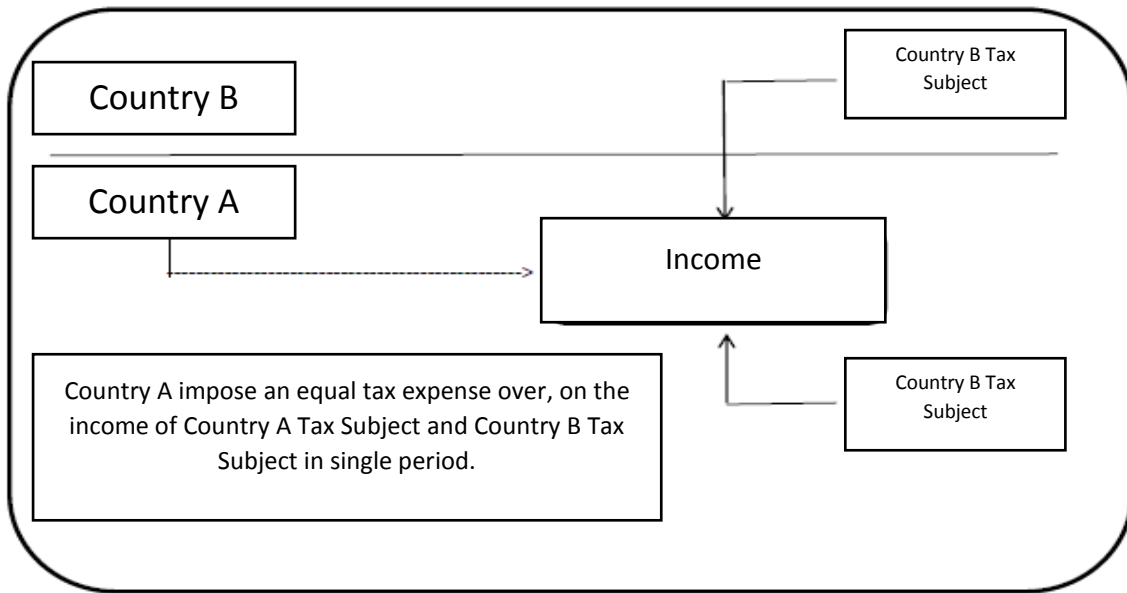 Country B Tax
Subject
Country B
Country A
Income
Country A impose an equal tax expense over, on the
income of Country A Tax Subject and Country B Tax
Subject in single period.
Country B Tax
Subject